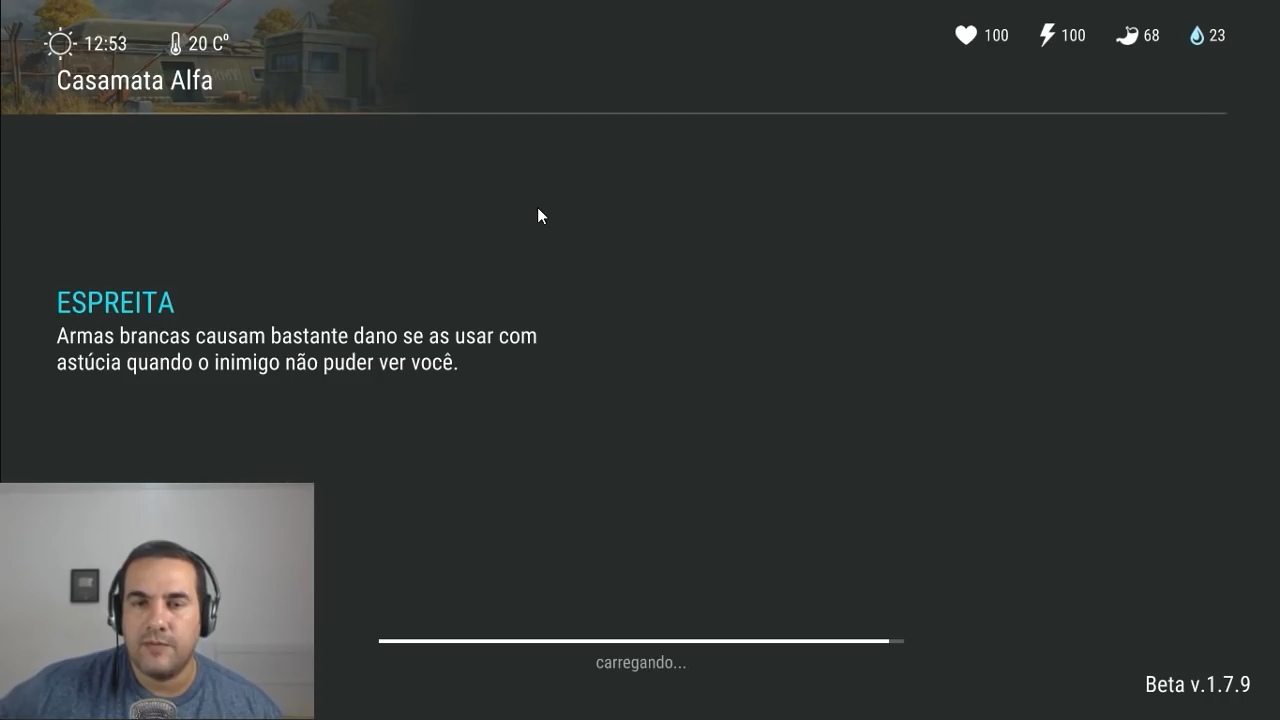 12:53 20 Cº
100 100 68 23
Casamata Alfa
ESPREITA
Armas brancas causam bastante dano se as usar com
astúcia quando o inimigo não puder ver você.
carregando...
Beta v.1.7.9